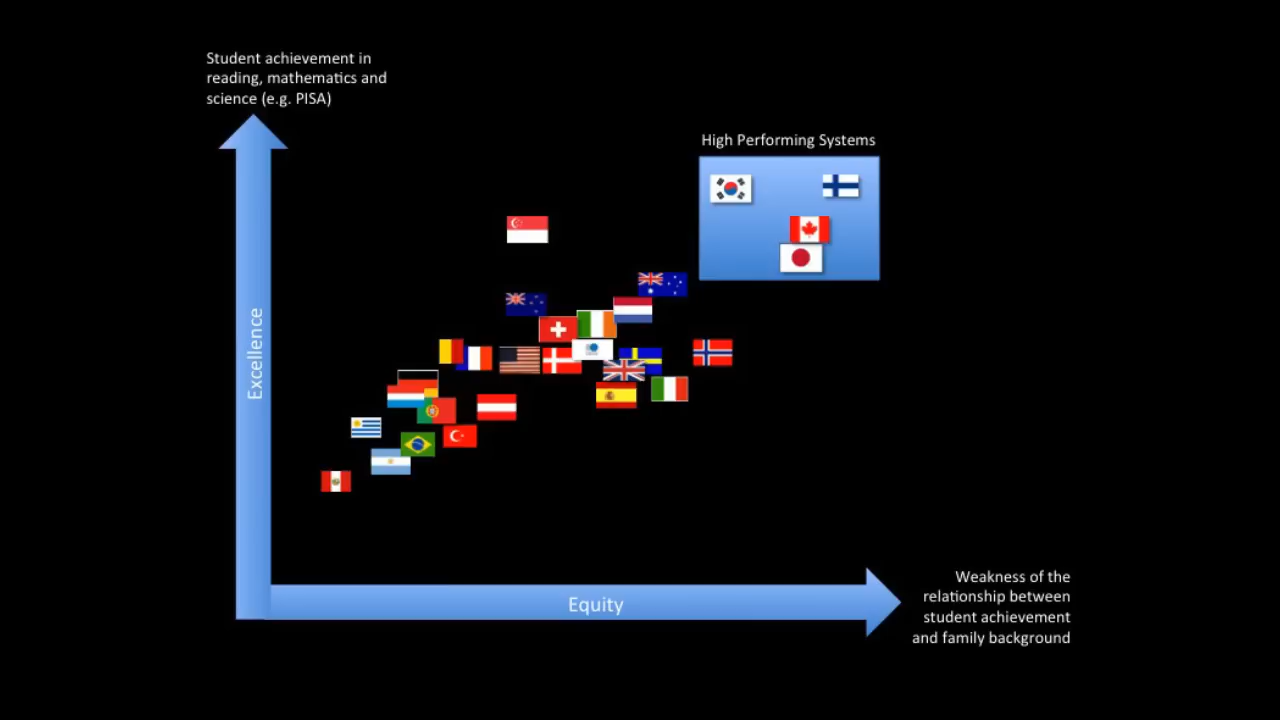 Student achievement in
reading, mathematics and
science (e.g. PISA)
High Performing Systems
Excellence
Equity
Weakness of the
relationship between
student achievement
and family background